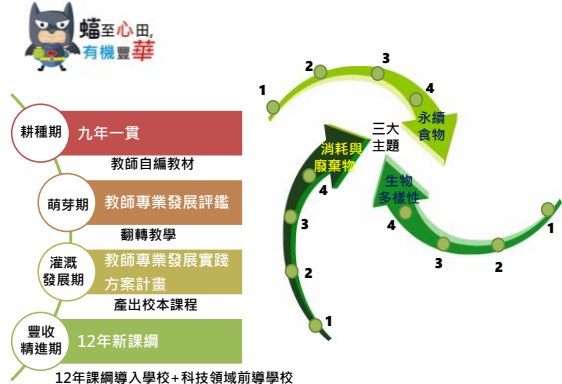 蝠至心田,
有機豐華
耕種期
九年一貫
教師自編教材
萌芽期
教師專業發展評鑑
翻轉教學
灌溉
發展期
教師專業發展實踐
方案計畫
產出校本課程
豐收
精進期
12年新課綱
12年課綱導入學校+科技領域前導學校
1
2
3
4
永續
食物
三大
主題
消耗與
廢棄物
4
3
2
1
生物
多樣性
4
3
2
1